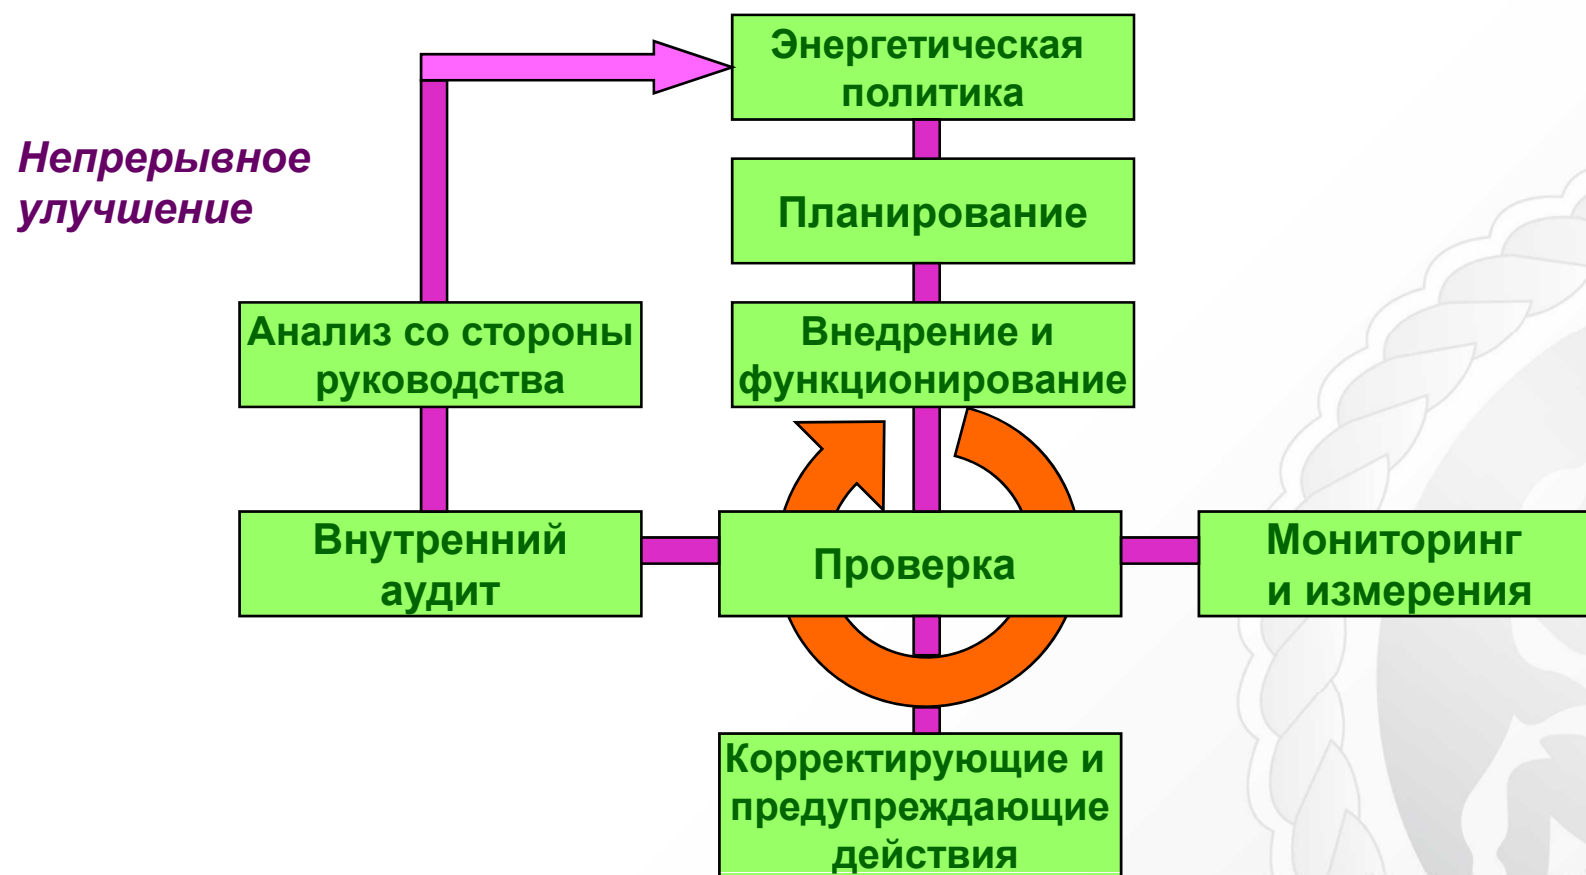 Энергетическая
политика
Непрерывное
улучшение
Планирование
Анализ со стороны
руководства
Внедрение и
функционирование
Внутренний
аудит
Проверка
Мониторинг
и измерения
Корректирующие и
предупреждающие
действия